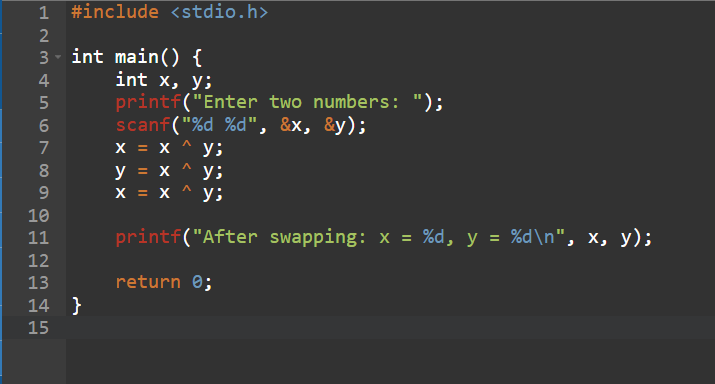 1 #include <stdio.h>
2
3 int main() {
4     int x, y;
5     printf("Enter two numbers: ");
6     scanf("%d %d", &x, &y);
7     x = x ^ y;
8     y = x ^ y;
9     x = x ^ y;
10
11     printf("After swapping: x = %d, y = %d\n", x, y);
12
13     return 0;
14 }
15